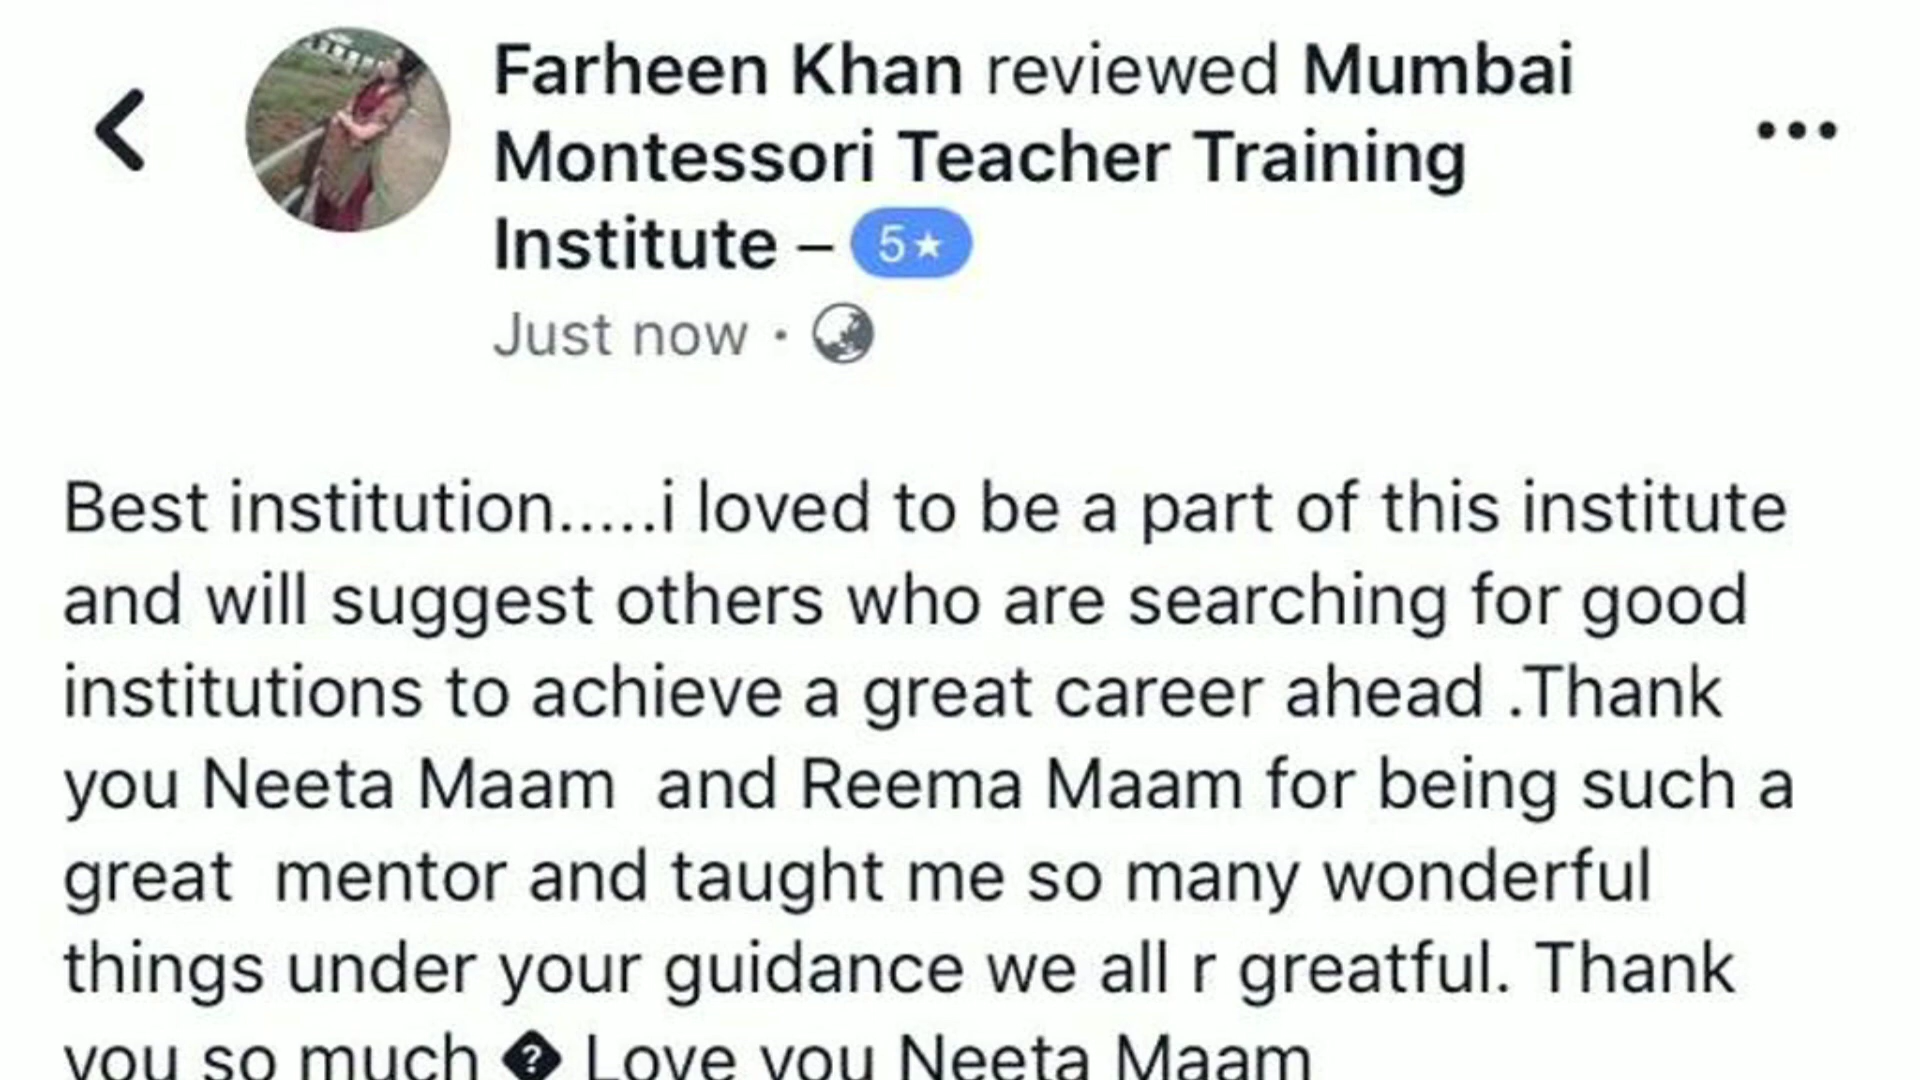 Farheen Khan reviewed Mumbai
Montessori Teacher Training
Institute – 5★
Just now ·
Best institution.....i loved to be a part of this institute
and will suggest others who are searching for good
institutions to achieve a great career ahead .Thank
you Neeta Maam  and Reema Maam for being such a
great  mentor and taught me so many wonderful
things under your guidance we all r greatful. Thank
you so much � Love you Neeta Maam